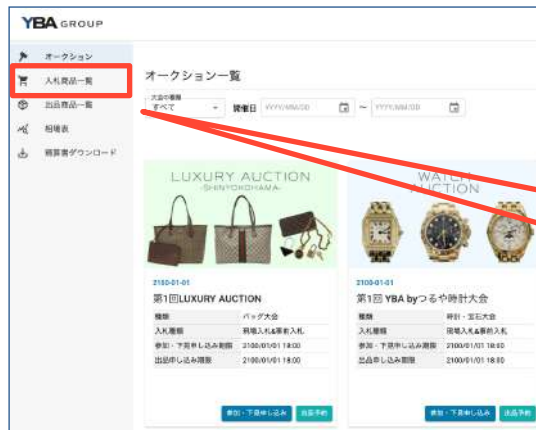 YBA GROUP
オークション
入札商品一覧
出品商品一覧
相場表
精算書ダウンロード
オークション一覧
大会の種類
すべて
開催日
YYYY/MM/DD
~
YYYY/MM/DD
LUXURY AUCTION
-SHINYOKOHAMA-
WATCH
AUCTION
2100-01-01
第1回LUXURY AUCTION
種類 バッグ大会
入札種類 現場入札&事前入札
参加・下見申し込み期限 2100/01/01 18:00
出品申し込み期限 2100/01/01 18:00
参加・下見申し込み 出品予約
2100-01-01
第1回 YBA byつるや時計大会
種類 時計・宝石大会
入札種類 現場入札&事前入札
参加・下見申し込み期限 2100/01/01 18:00
出品申し込み期限 2100/01/01 18:00
参加・下見申し込み 出品予約